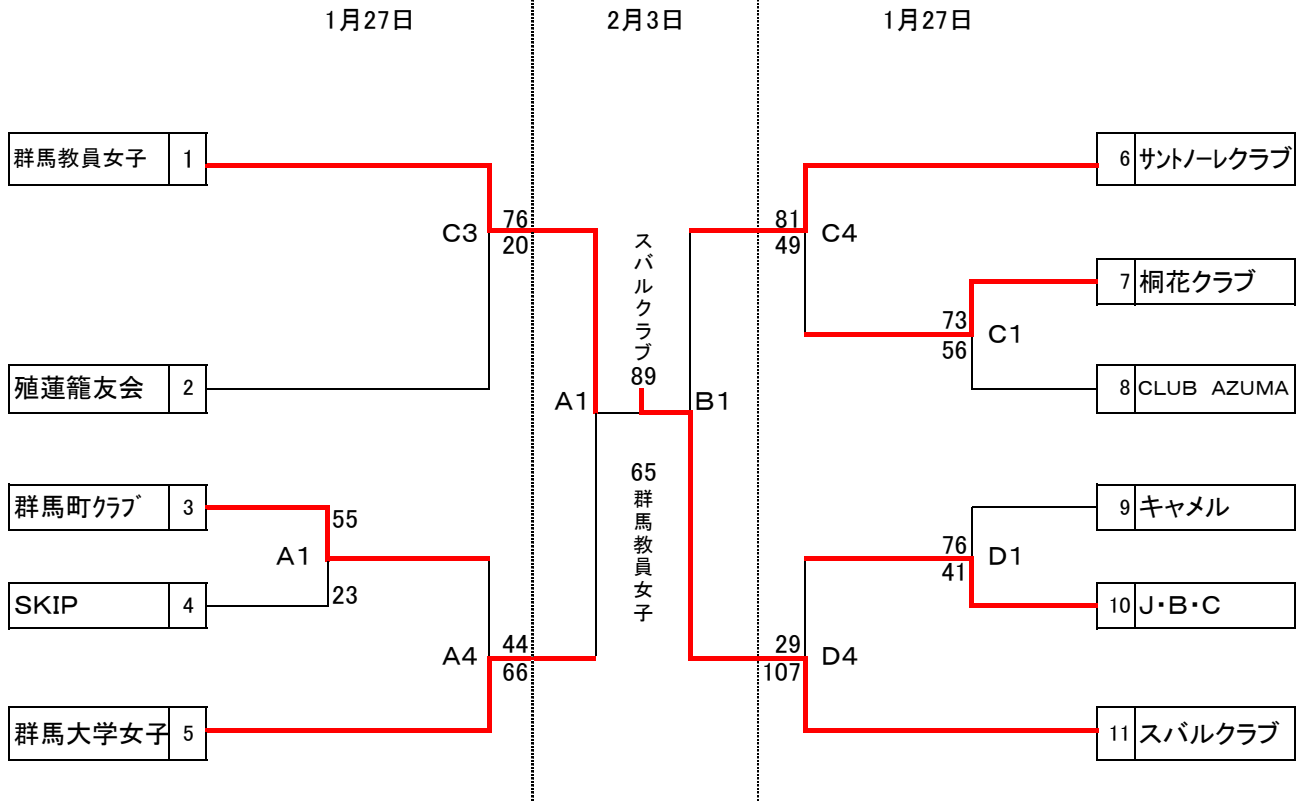 1月27日
2月3日
1月27日
群馬教員女子 1
6 サントノーレクラブ
C3
76
20
スバルクラブ
81
49
C4
7 桐花クラブ
73
56
C1
殖蓮籠友会 2
89
8 CLUB AZUMA
A1
B1
65
群馬教員女子
群馬町クラブ 3
55
9 キャメル
A1
76
41
D1
SKIP 4
23
10 J・B・C
A4
44
66
29
107
D4
群馬大学女子 5
11 スバルクラブ